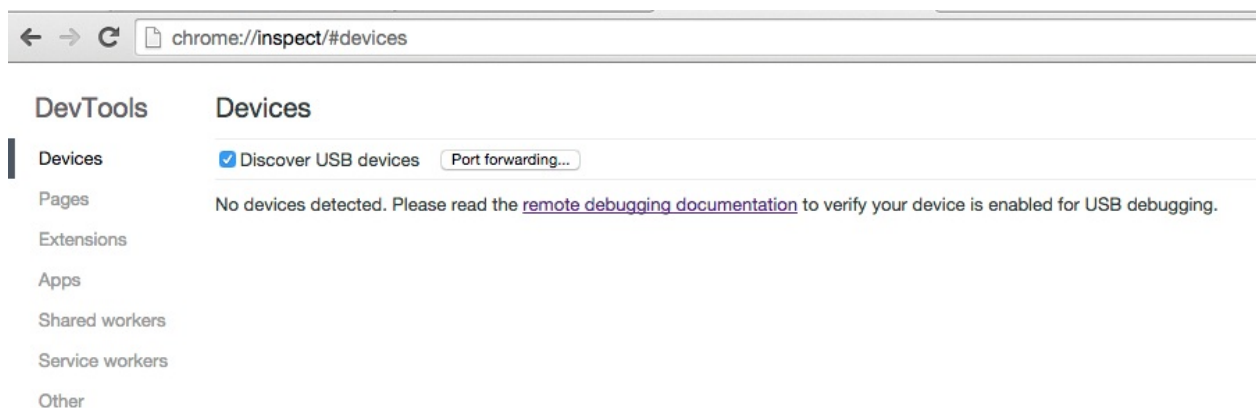 chrome://inspect/#devices
DevTools
Devices
Devices
Discover USB devices
Port forwarding...
Pages
No devices detected. Please read the remote debugging documentation to verify your device is enabled for USB debugging.
Extensions
Apps
Shared workers
Service workers
Other